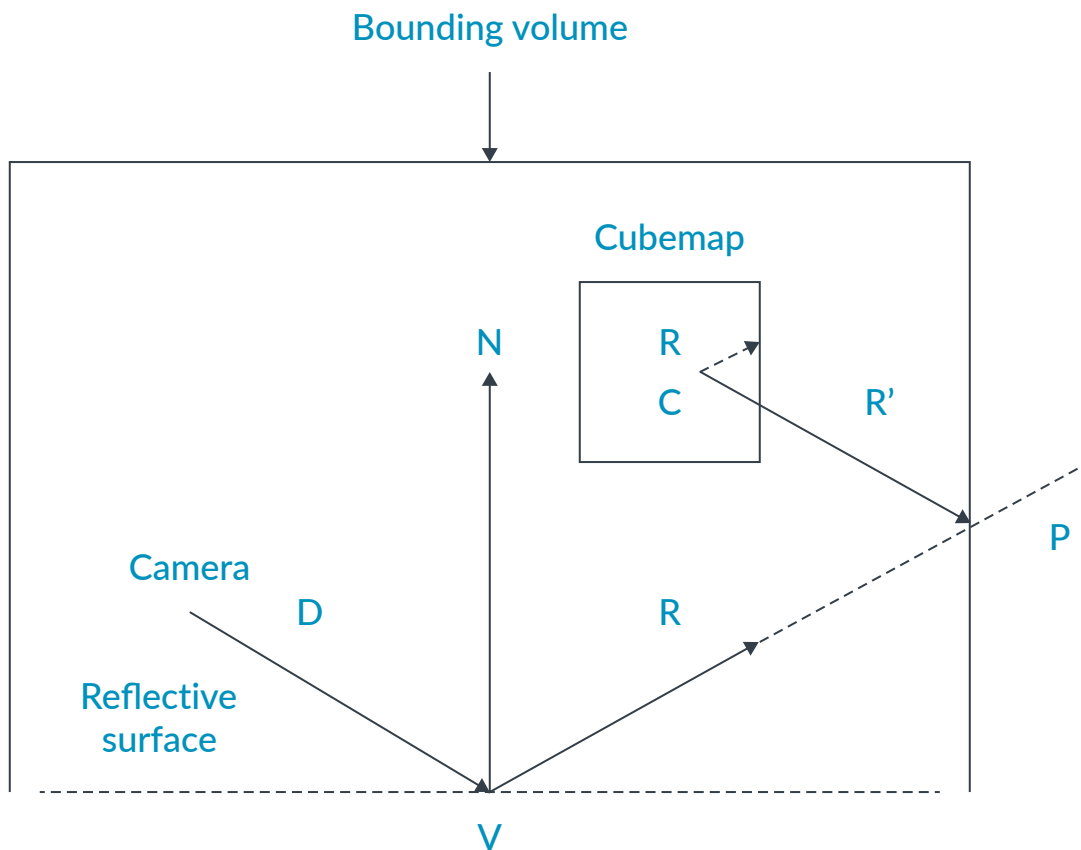 Bounding volume
Cubemap
N
R
C
R’
P
Camera
D
R
Reflective
surface
V